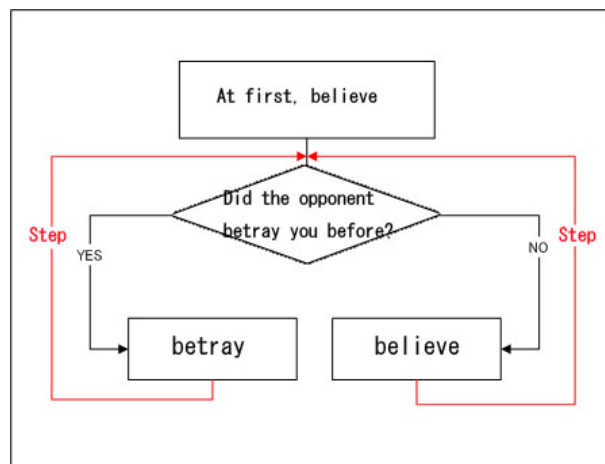 At first, believe
Did the opponent
betray you before?
Step
YES
NO
Step
betray
believe